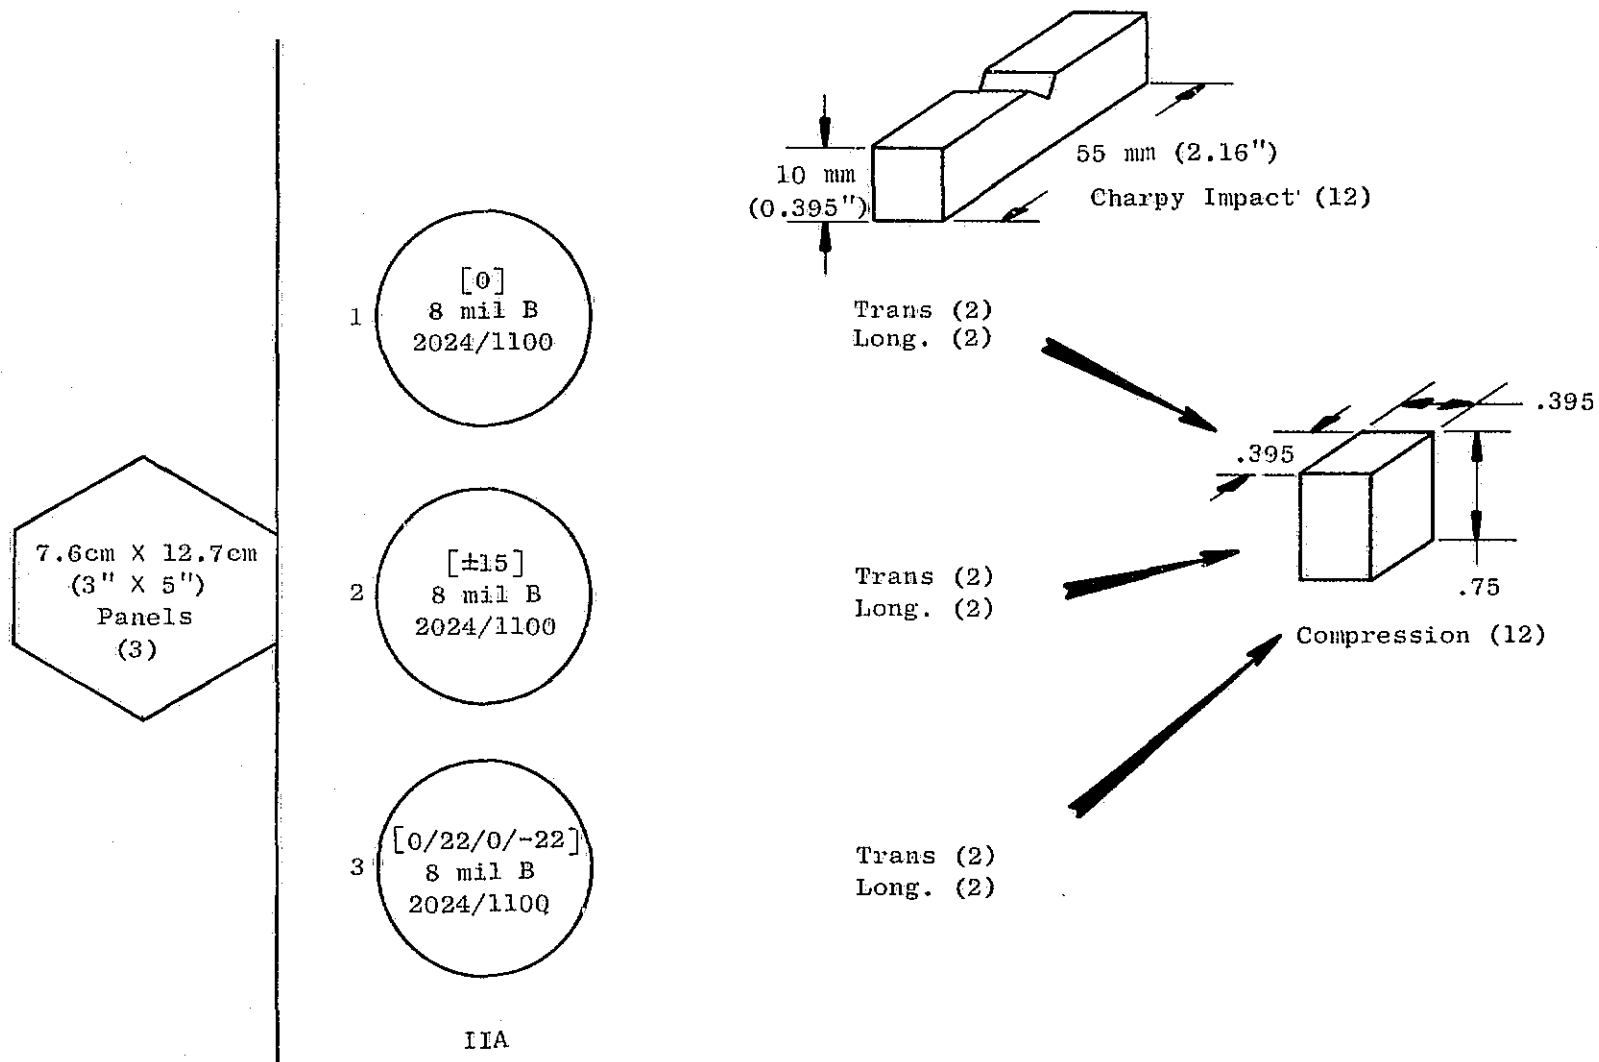 55 mm (2.16")
10 mm
(0.395")
Charpy Impact (12)
[0]
8 mil B
2024/1100
1
Trans (2)
Long. (2)
.395
.395
.75
Compression (12)
7.6cm X 12.7cm
(3" X 5")
Panels
(3)
2
[±15]
8 mil B
2024/1100
Trans (2)
Long. (2)
3
[0/22/0/-22]
8 mil B
2024/1100
Trans (2)
Long. (2)
IIA